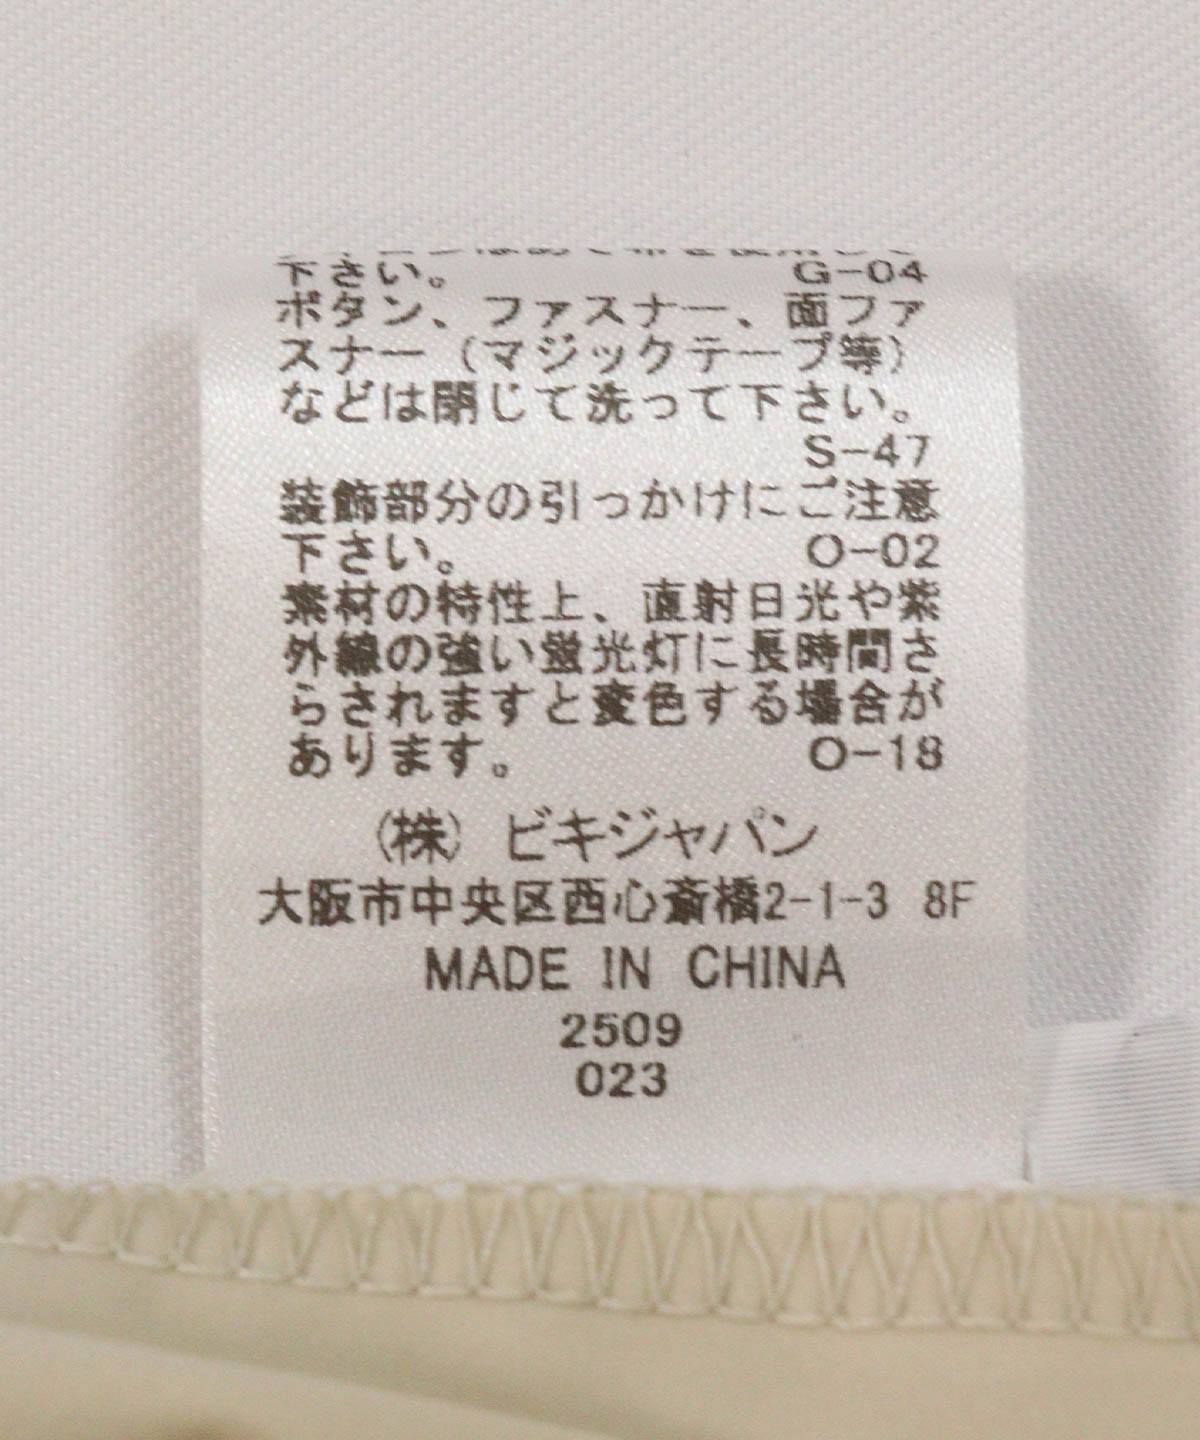 下さい。 G-04
ボタン、ファスナー、面ファ
スナー(マジックテープ等)
などは閉じて洗って下さい。
S-47
装飾部分の引っかけにご注意
下さい。 O-02
素材の特性上、直射日光や紫
外線の強い蛍光灯に長時間さ
らされますと変色する場合が
あります。 O-18
(株) ビキジャパン
大阪市中央区西心斎橋2-1-3 8F
MADE IN CHINA
2509
023